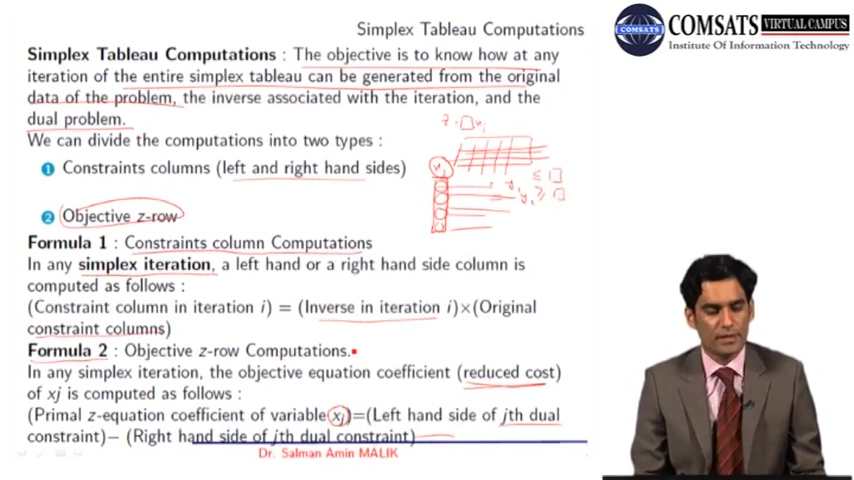 Simplex Tableau Computations
COMSATS VIRTUAL CAMPUS
Institute Of Information Technology
Simplex Tableau Computations : The objective is to know how at any
iteration of the entire simplex tableau can be generated from the original
data of the problem, the inverse associated with the iteration, and the
dual problem.
We can divide the computations into two types :
1 Constraints columns (left and right hand sides)
2 Objective z-row
Formula 1 : Constraints column Computations
In any simplex iteration, a left hand or a right hand side column is
computed as follows :
(Constraint column in iteration i) = (Inverse in iteration i)×(Original
constraint columns)
Formula 2 : Objective z-row Computations.
In any simplex iteration, the objective equation coefficient (reduced cost)
of xj is computed as follows :
(Primal z-equation coefficient of variable xj)=(Left hand side of jth dual
constraint)− (Right hand side of jth dual constraint)
Dr. Salman Amin MALIK